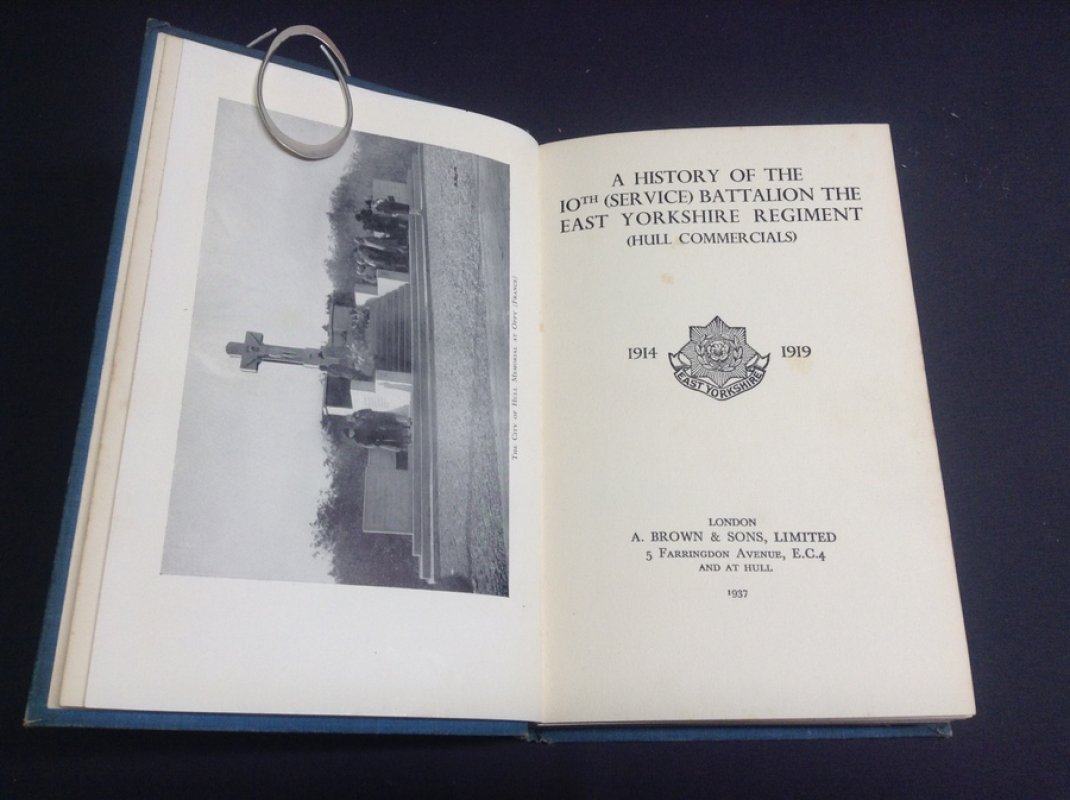 The City of Hull Memorial at Oppy (France)
A HISTORY OF THE
10TH (SERVICE) BATTALION THE
EAST YORKSHIRE REGIMENT
(HULL COMMERCIALS)
1914 1919
EAST YORKSHIRE
LONDON
A. BROWN & SONS, LIMITED
5 Farringdon Avenue, E.C.4
AND AT HULL
1937